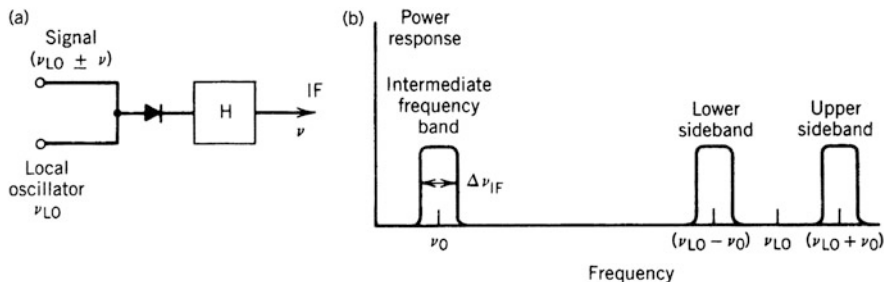 (a)
Signal
(νLO ± ν)
H
IF
ν
Local
oscillator
νLO
(b)
Power
response
Intermediate
frequency
band
Lower
sideband
Upper
sideband
Δ νIF
ν0
(νLO − ν0)
νLO
(νLO + ν0)
Frequency